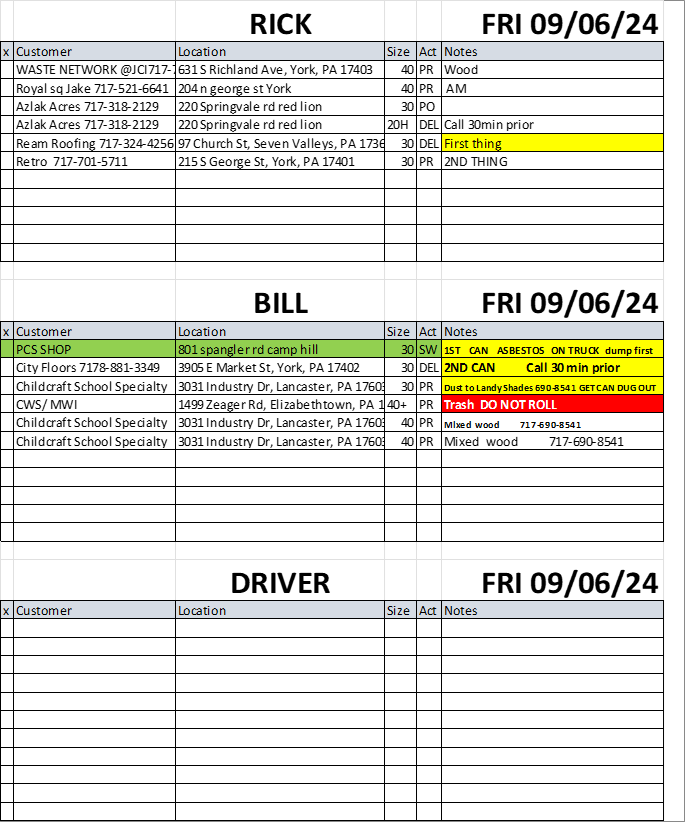 RICK FRI 09/06/24
x Customer Location Size Act Notes
WASTE NETWORK @JCI717-7 631 S Richland Ave, York, PA 17403 40 PR Wood
Royal sq Jake 717-521-6641 204 n george st York 40 PR AM
Azlak Acres 717-318-2129 220 Springvale rd red lion 30 PO
Azlak Acres 717-318-2129 220 Springvale rd red lion 20H DEL Call 30min prior
Ream Roofing 717-324-4256 97 Church St, Seven Valleys, PA 1736 30 DEL First thing
Retro 717-701-5711 215 S George St, York, PA 17401 30 PR 2ND THING
BILL FRI 09/06/24
x Customer Location Size Act Notes
PCS SHOP 801 spangler rd camp hill 30 SW 1ST CAN ASBESTOS ON TRUCK dump first
City Floors 7178-881-3349 3905 E Market St, York, PA 17402 30 DEL 2ND CAN Call 30 min prior
Childcraft School Specialty 3031 Industry Dr, Lancaster, PA 17603 30 PR Dust to Landy Shades 690-8541 GET CAN DUG OUT
CWS/ MWI 1499 Zeager Rd, Elizabethtown, PA 1 40+ PR Trash DO NOT ROLL
Childcraft School Specialty 3031 Industry Dr, Lancaster, PA 17603 40 PR MIxed wood 717-690-8541
Childcraft School Specialty 3031 Industry Dr, Lancaster, PA 17603 40 PR Mixed wood 717-690-8541
DRIVER FRI 09/06/24
x Customer Location Size Act Notes